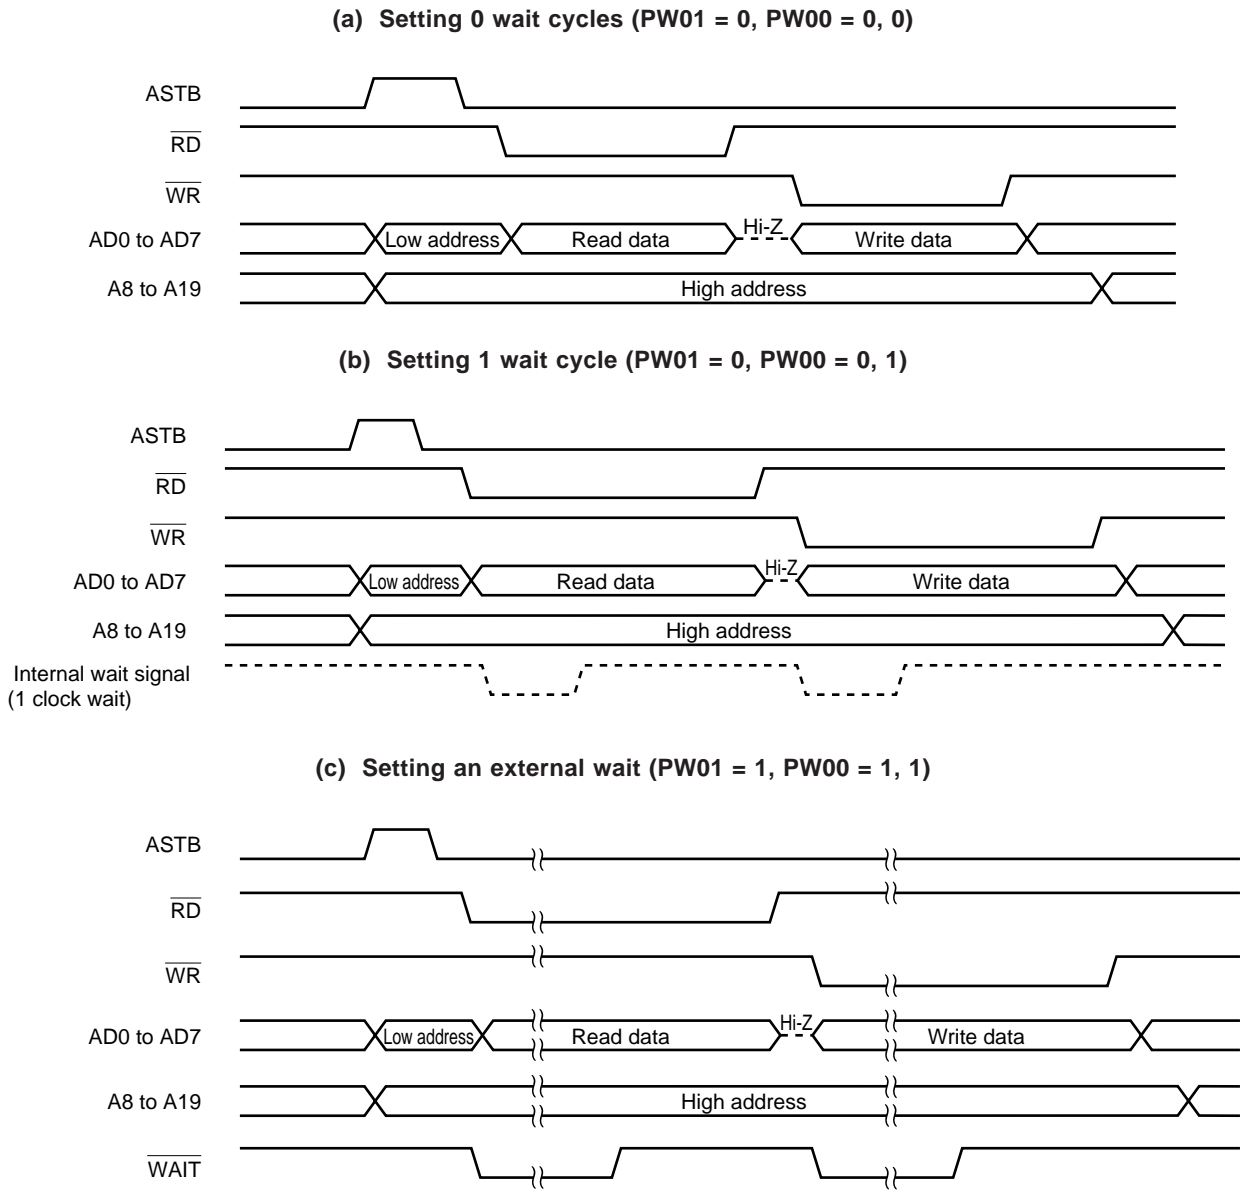 (a) Setting 0 wait cycles (PW01 = 0, PW00 = 0, 0)
ASTB
RD
WR
AD0 to AD7
Low address
Read data
Hi-Z
Write data
A8 to A19
High address
(b) Setting 1 wait cycle (PW01 = 0, PW00 = 0, 1)
ASTB
RD
WR
AD0 to AD7
Low address
Read data
Hi-Z
Write data
A8 to A19
High address
Internal wait signal
(1 clock wait)
(c) Setting an external wait (PW01 = 1, PW00 = 1, 1)
ASTB
RD
WR
AD0 to AD7
Low address
Read data
Hi-Z
Write data
A8 to A19
High address
WAIT